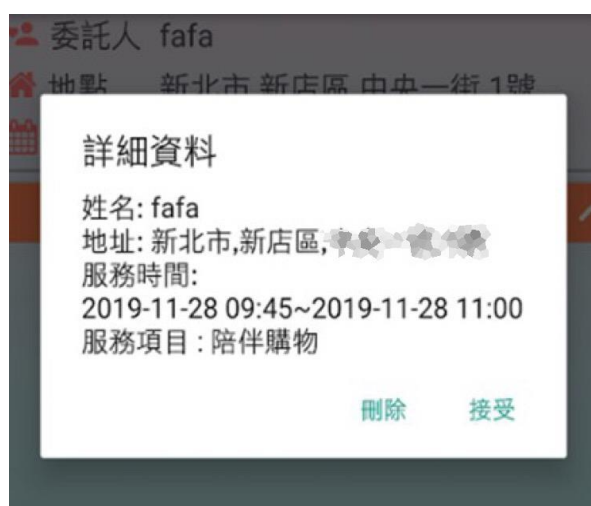 委託人 fafa
地點 新北市 新店區 中央一街 1號
詳細資料
姓名: fafa
地址: 新北市,新店區,
服務時間:
2019-11-28 09:45~2019-11-28 11:00
服務項目 : 陪伴購物
刪除 接受